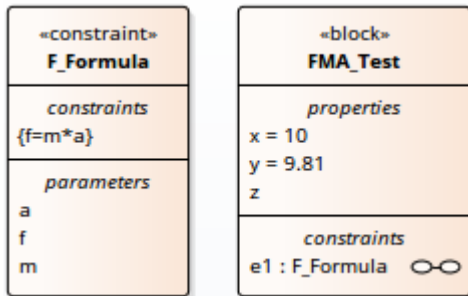 «constraint»
F_Formula
constraints
{f=m*a}
parameters
a
f
m
«block»
FMA_Test
properties
x = 10
y = 9.81
z
constraints
e1 : F_Formula